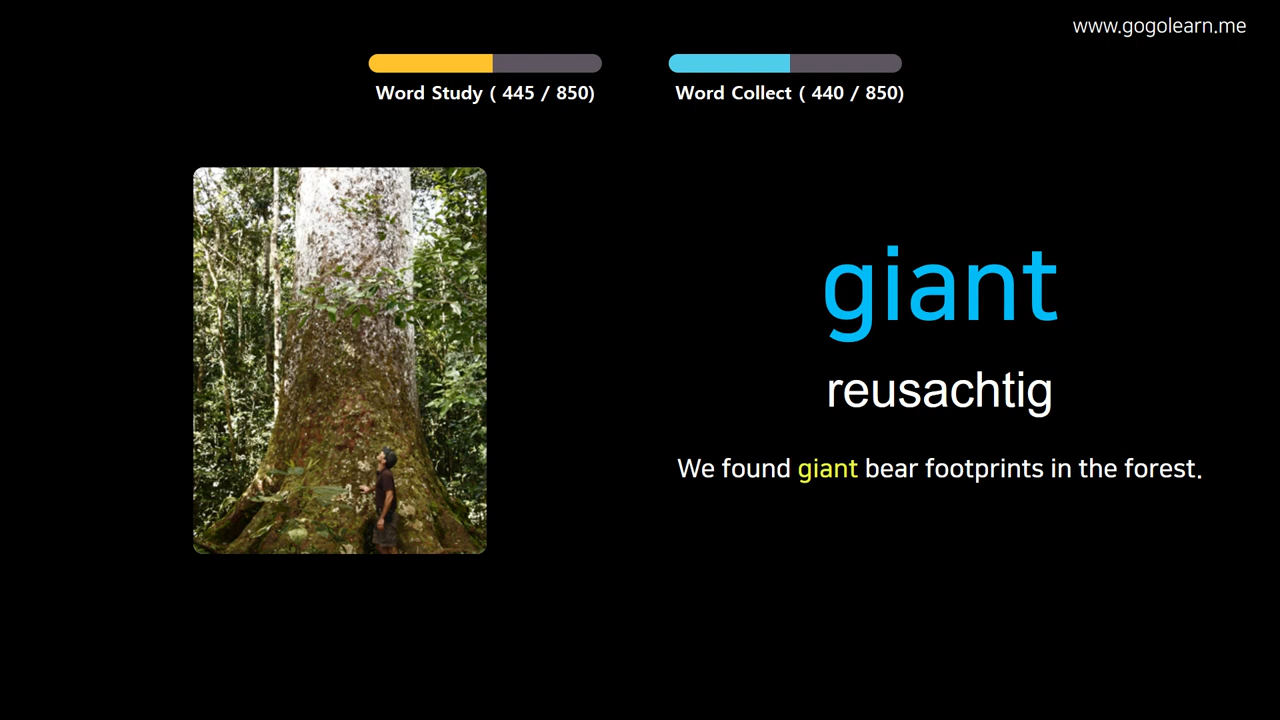 www.gogolearn.me
Word Study ( 445 / 850)
Word Collect ( 440 / 850)
giant
reusachtig
We found giant bear footprints in the forest.